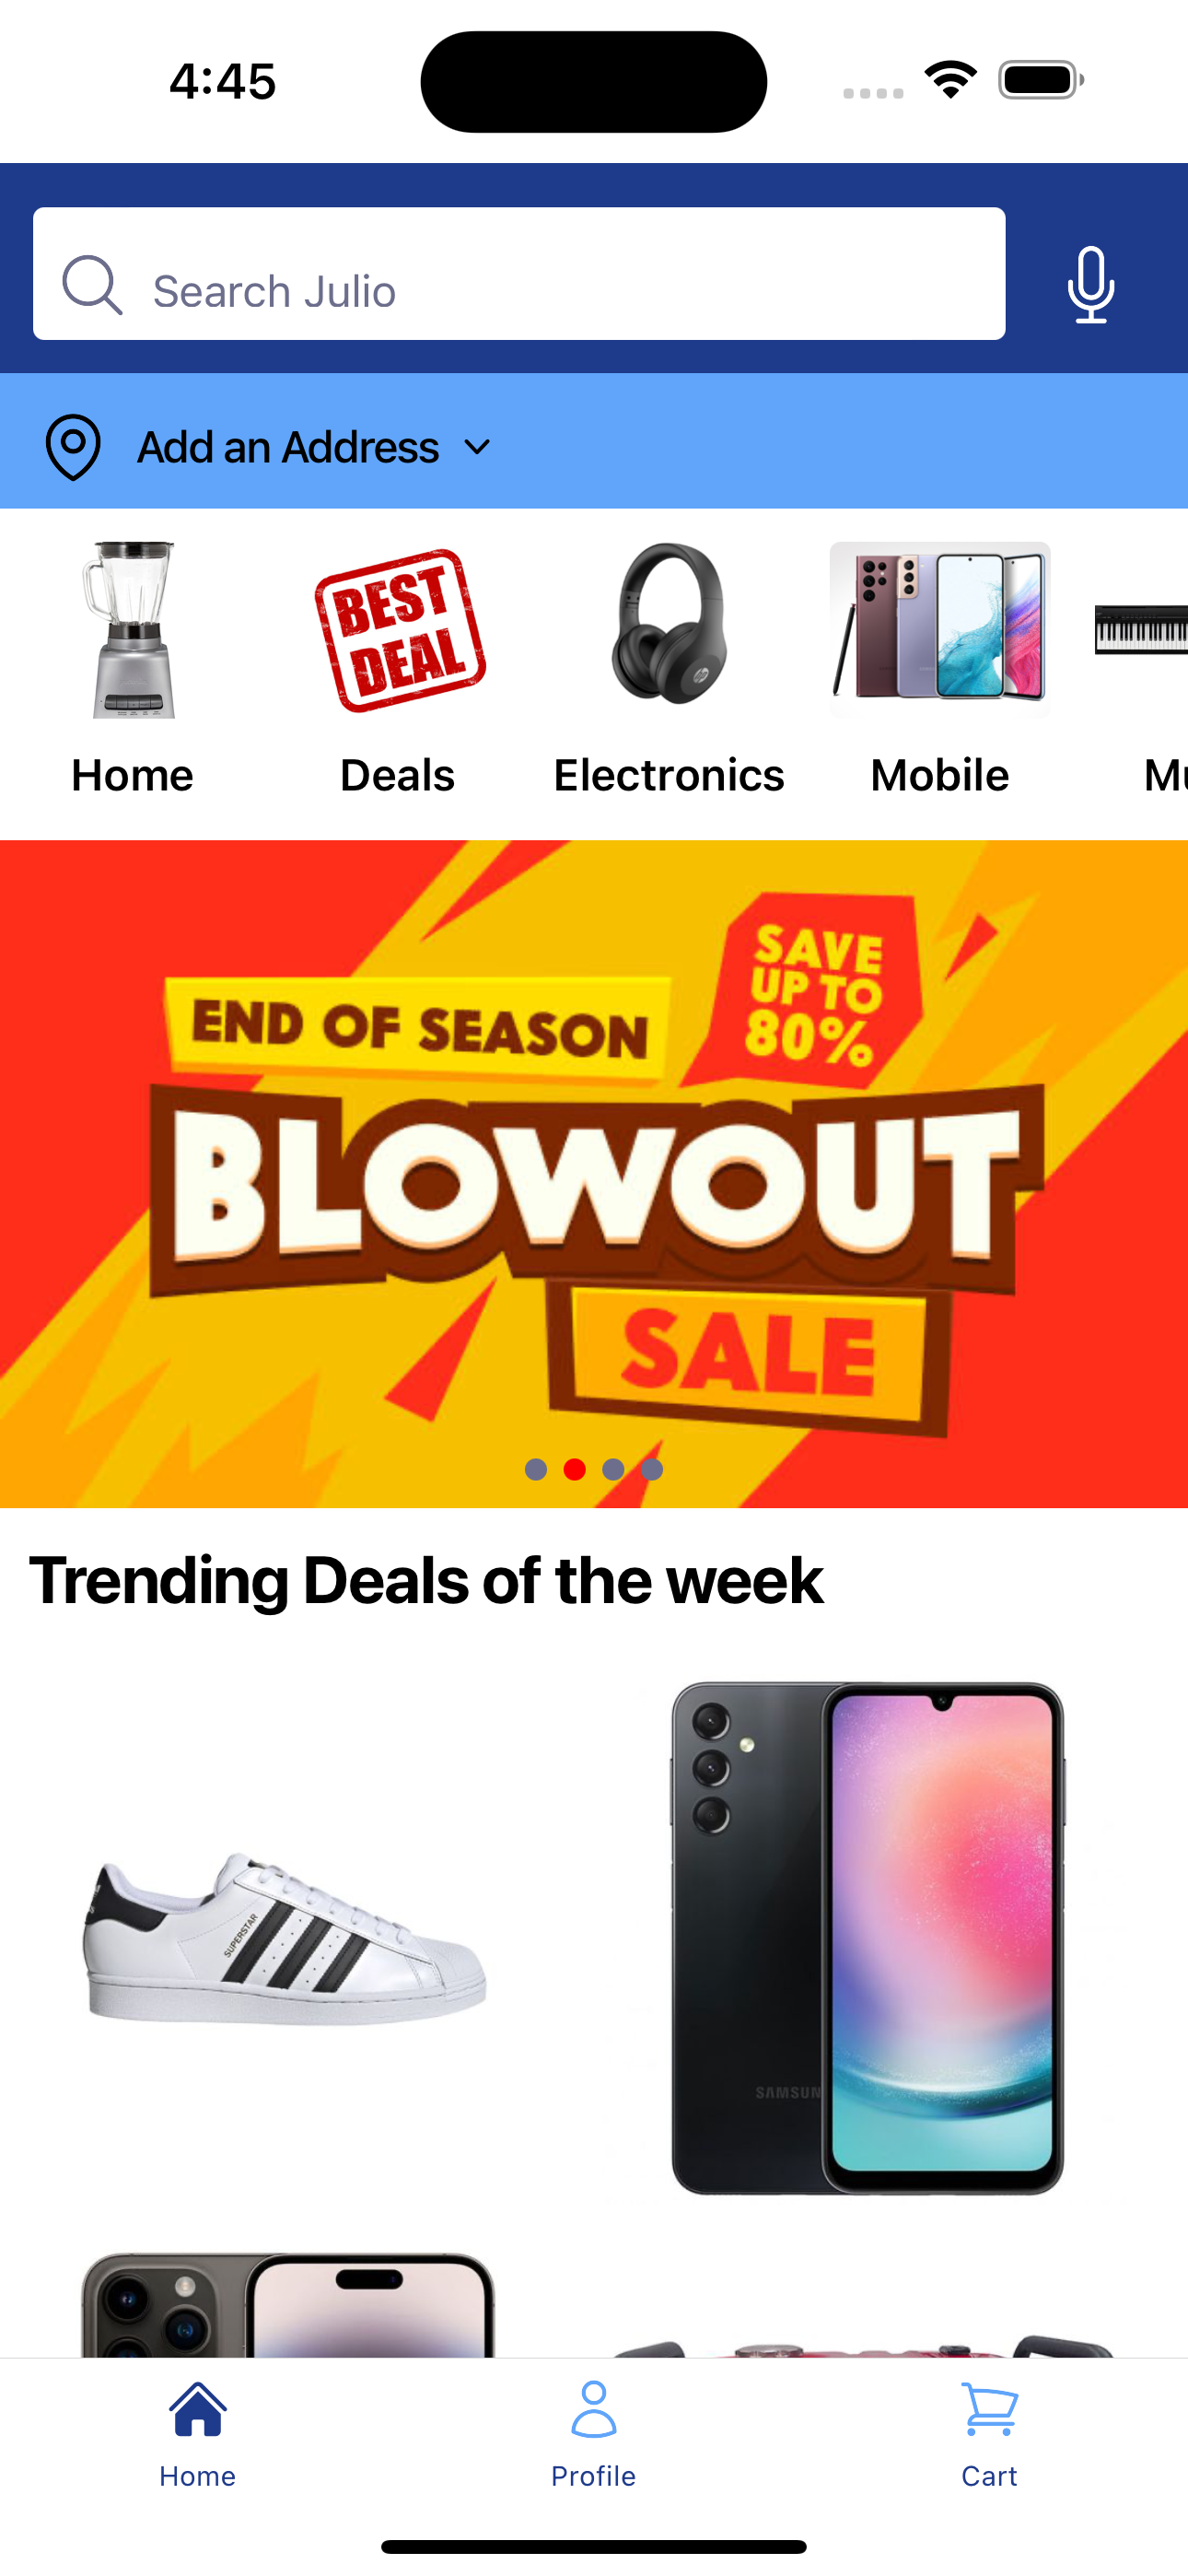 4:45
Search Julio
Add an Address
BEST
DEAL
Home
Deals
Electronics
Mobile
Mu
END OF SEASON
SAVE
UP TO
80%
BLOWOUT
SALE
Trending Deals of the week
SUPERSTAR
SAMSUN
Home
Profile
Cart